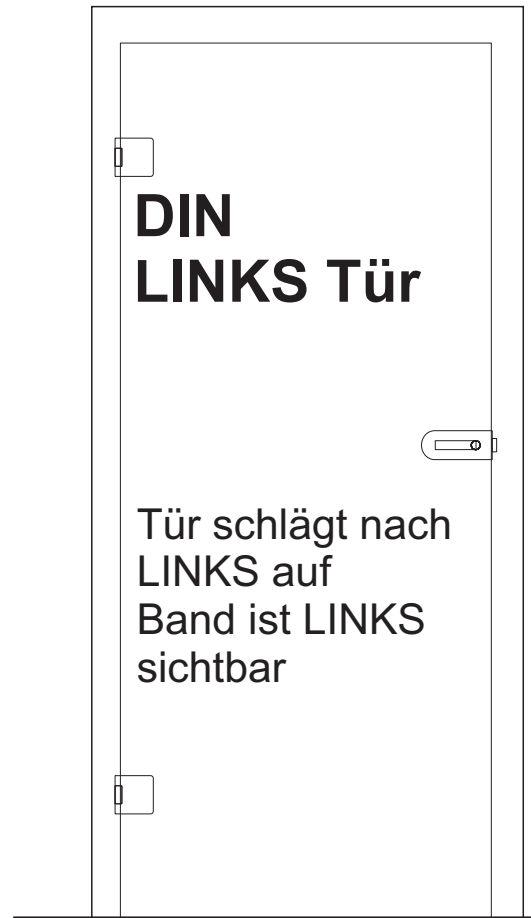 DIN
LINKS Tür
Tür schlägt nach
LINKS auf
Band ist LINKS
sichtbar